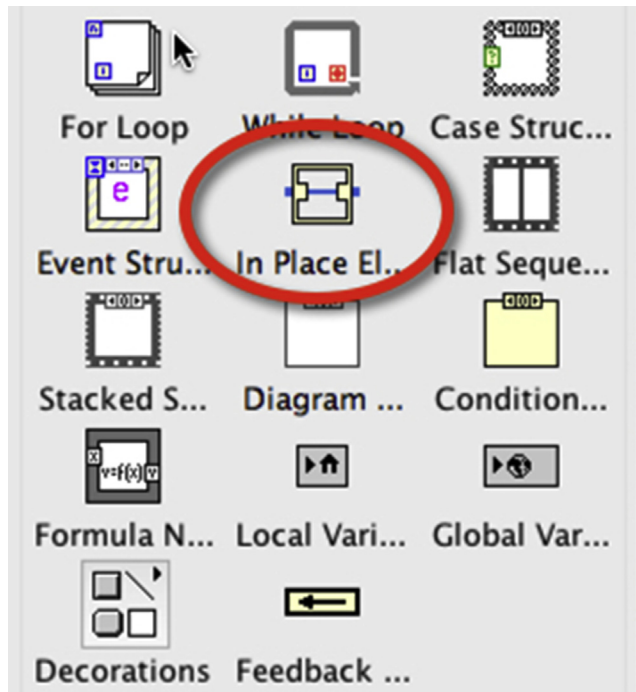 For Loop While Loop Case Struc...
Event Stru... In Place El... Flat Seque...
Stacked S... Diagram ... Condition...
Formula N... Local Vari... Global Var...
Decorations Feedback ...